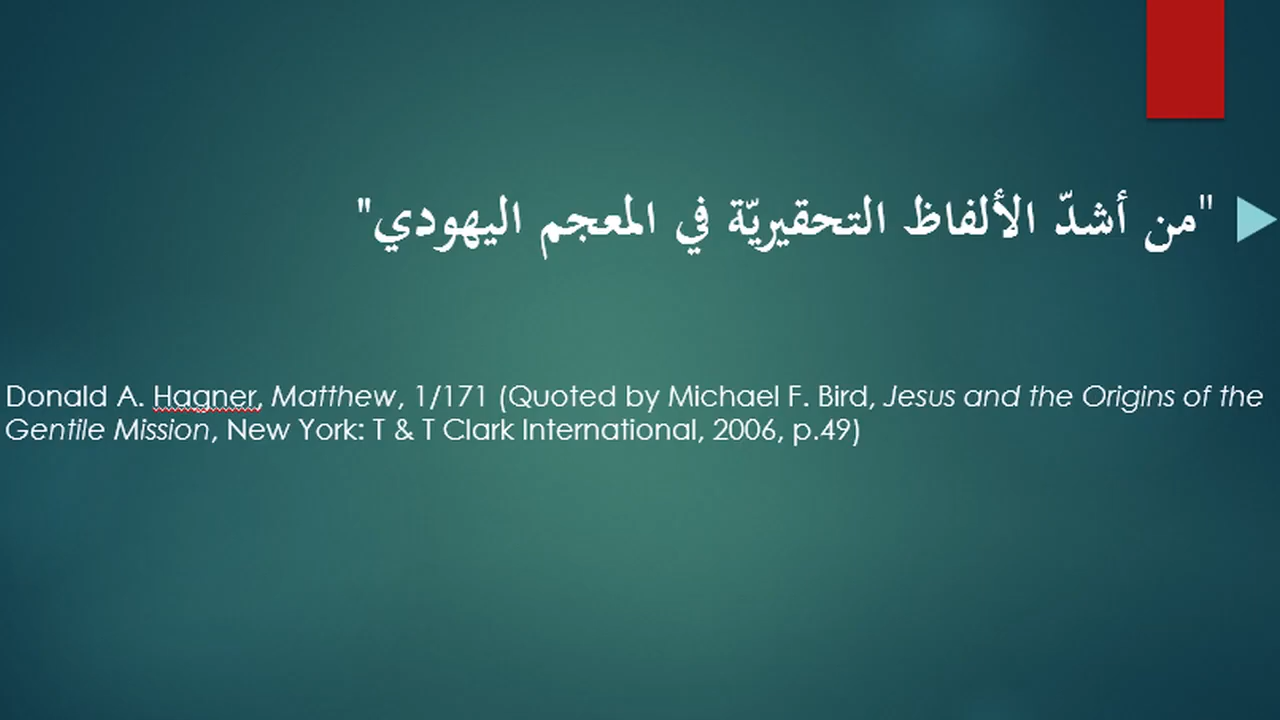 "من أشدّ الألفاظ التحقيريّة في المعجم اليهودي"
Donald A. Hagner, Matthew, 1/171 (Quoted by Michael F. Bird, Jesus and the Origins of the
Gentile Mission, New York: T & T Clark International, 2006, p.49)